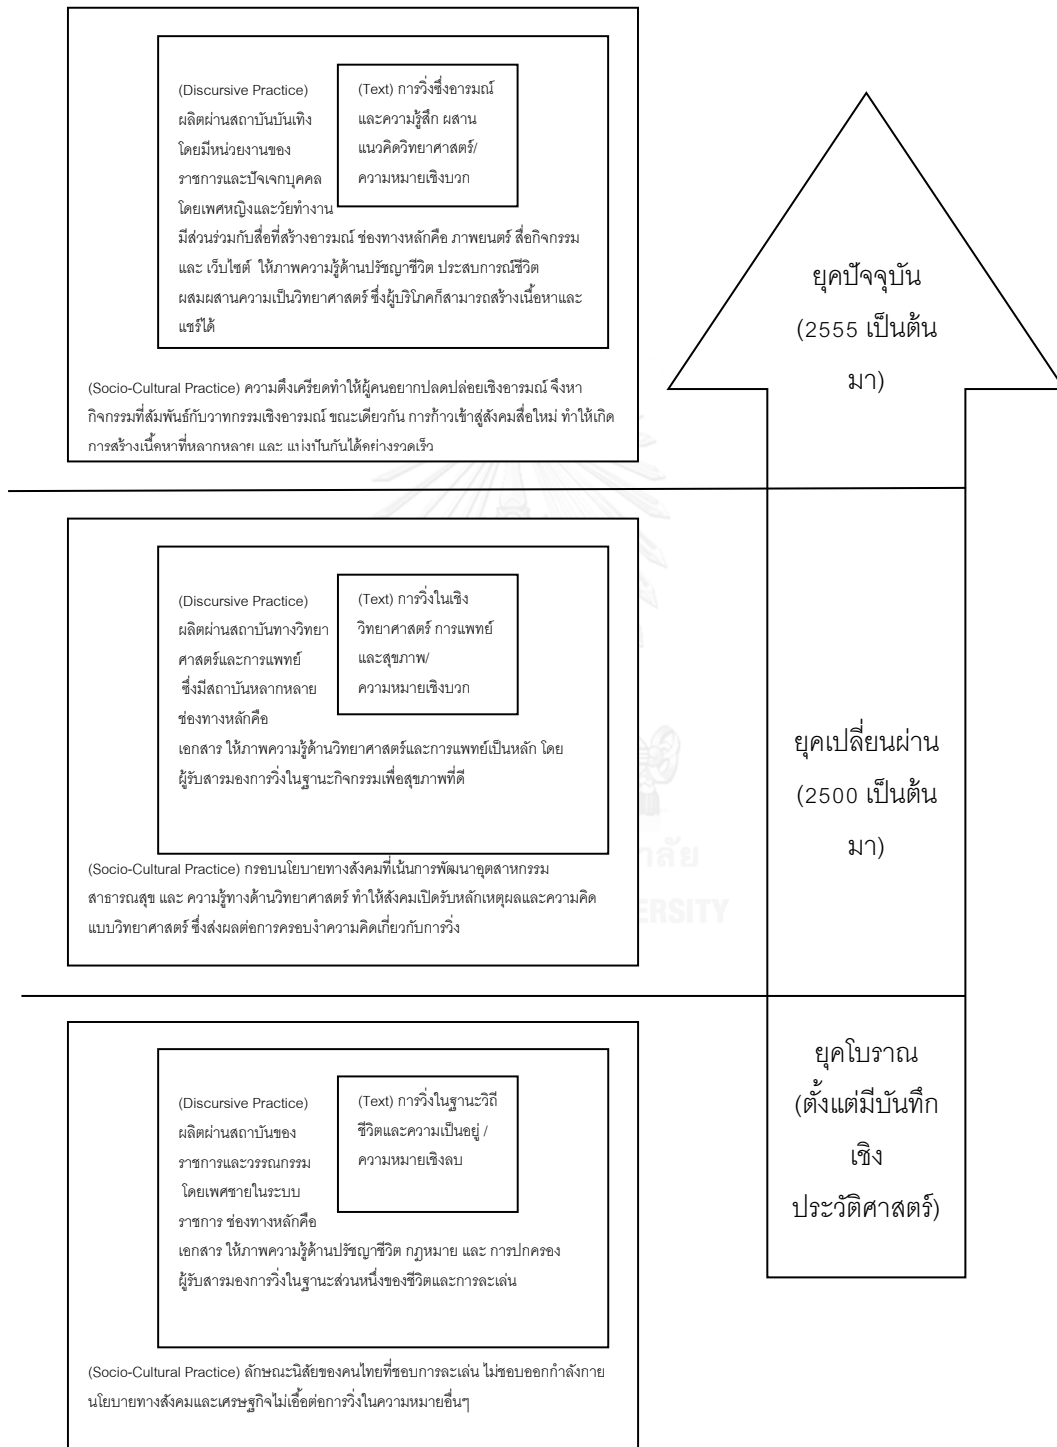 (Discursive Practice)
ผลิตผ่านสถาบันบันเทิง
โดยมีหน่วยงานของ
ราชการและปัจเจกบุคคล
โดยเพศหญิงและวัยทำงาน
(Text) การวิ่งซึ่งอารมณ์
และความรู้สึก ผสาน
แนวคิดวิทยาศาสตร์/
ความหมายเชิงบวก
มีส่วนร่วมกับสื่อที่สร้างอารมณ์ ช่องทางหลักคือ ภาพยนตร์ สื่อกิจกรรม
และ เว็บไซต์ ให้ภาพความรู้ด้านปรัชญาชีวิต ประสบการณ์ชีวิต
ผสมผสานความเป็นวิทยาศาสตร์ ซึ่งผู้บริโภคก็สามารถสร้างเนื้อหาและ
แชร์ได้
(Socio-Cultural Practice) ความตึงเครียดทำให้ผู้คนอยากปลดปล่อยเชิงอารมณ์ จึงหา
กิจกรรมที่สัมพันธ์กับวาทกรรมเชิงอารมณ์ ขณะเดียวกัน การก้าวเข้าสู่สังคมสื่อใหม่ ทำให้เกิด
การสร้างเนื้อหาที่หลากหลาย และ แบ่งปันกันได้อย่างรวดเร็ว
ยุคปัจจุบัน
(2555 เป็นต้น
มา)
(Discursive Practice)
ผลิตผ่านสถาบันทางวิทยา
ศาสตร์และการแพทย์
ซึ่งมีสถาบันหลากหลาย
ช่องทางหลักคือ
(Text) การวิ่งในเชิง
วิทยาศาสตร์ การแพทย์
และสุขภาพ/
ความหมายเชิงบวก
เอกสาร ให้ภาพความรู้ด้านวิทยาศาสตร์และการแพทย์เป็นหลัก โดย
ผู้รับสารมองการวิ่งในฐานะกิจกรรมเพื่อสุขภาพที่ดี
(Socio-Cultural Practice) กรอบนโยบายทางสังคมที่เน้นการพัฒนาอุตสาหกรรม
สาธารณสุข และ ความรู้ทางด้านวิทยาศาสตร์ ทำให้สังคมเปิดรับหลักเหตุผลและความคิด
แบบวิทยาศาสตร์ ซึ่งส่งผลต่อการครอบงำความคิดเกี่ยวกับการวิ่ง
ยุคเปลี่ยนผ่าน
(2500 เป็นต้น
มา)
(Discursive Practice)
ผลิตผ่านสถาบันของ
ราชการและวรรณกรรม
โดยเพศชายในระบบ
ราชการ ช่องทางหลักคือ
(Text) การวิ่งในฐานะวิถี
ชีวิตและความเป็นอยู่ /
ความหมายเชิงลบ
เอกสาร ให้ภาพความรู้ด้านปรัชญาชีวิต กฎหมาย และ การปกครอง
ผู้รับสารมองการวิ่งในฐานะส่วนหนึ่งของชีวิตและการละเล่น
(Socio-Cultural Practice) ลักษณะนิสัยของคนไทยที่ชอบการละเล่น ไม่ชอบออกกำลังกาย
นโยบายทางสังคมและเศรษฐกิจไม่เอื้อต่อการวิ่งในความหมายอื่นๆ
ยุคโบราณ
(ตั้งแต่มีบันทึก
เชิง
ประวัติศาสตร์)